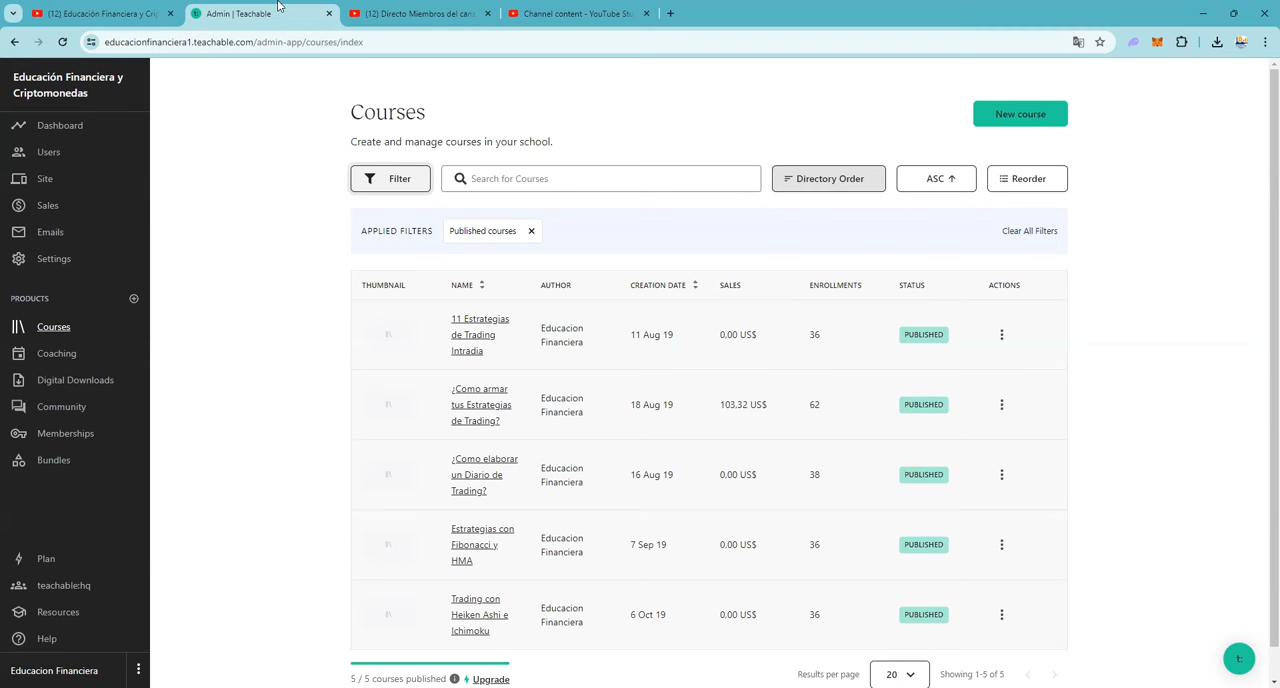 (12) Educación Financiera y Crip
Admin | Teachable
(12) Directo Miembros del cana
Channel content - YouTube Stu
educacionfinanciera1.teachable.com/admin-app/courses/index
Educación Financiera y
Criptomonedas
Dashboard
Users
Site
Sales
Emails
Settings
PRODUCTS
Courses
Coaching
Digital Downloads
Community
Memberships
Bundles
Plan
teachable:hq
Resources
Help
Educacion Financiera
Courses
New course
Create and manage courses in your school.
Filter
Search for Courses
Directory Order
ASC
Reorder
APPLIED FILTERS
Published courses
Clear All Filters
THUMBNAIL NAME AUTHOR CREATION DATE SALES ENROLLMENTS STATUS ACTIONS
11 Estrategias
de Trading
Intradia
Educacion
Financiera
11 Aug 19
0,00 US$
36
PUBLISHED
¿Como armar
tus Estrategias
de Trading?
Educacion
Financiera
18 Aug 19
103,32 US$
62
PUBLISHED
¿Como elaborar
un Diario de
Trading?
Educacion
Financiera
16 Aug 19
0,00 US$
38
PUBLISHED
Estrategias con
Fibonacci y
HMA
Educacion
Financiera
7 Sep 19
0,00 US$
36
PUBLISHED
Trading con
Heiken Ashi e
Ichimoku
Educacion
Financiera
6 Oct 19
0,00 US$
36
PUBLISHED
5 / 5 courses published
Upgrade
Results per page
20
Showing 1-5 of 5
t: